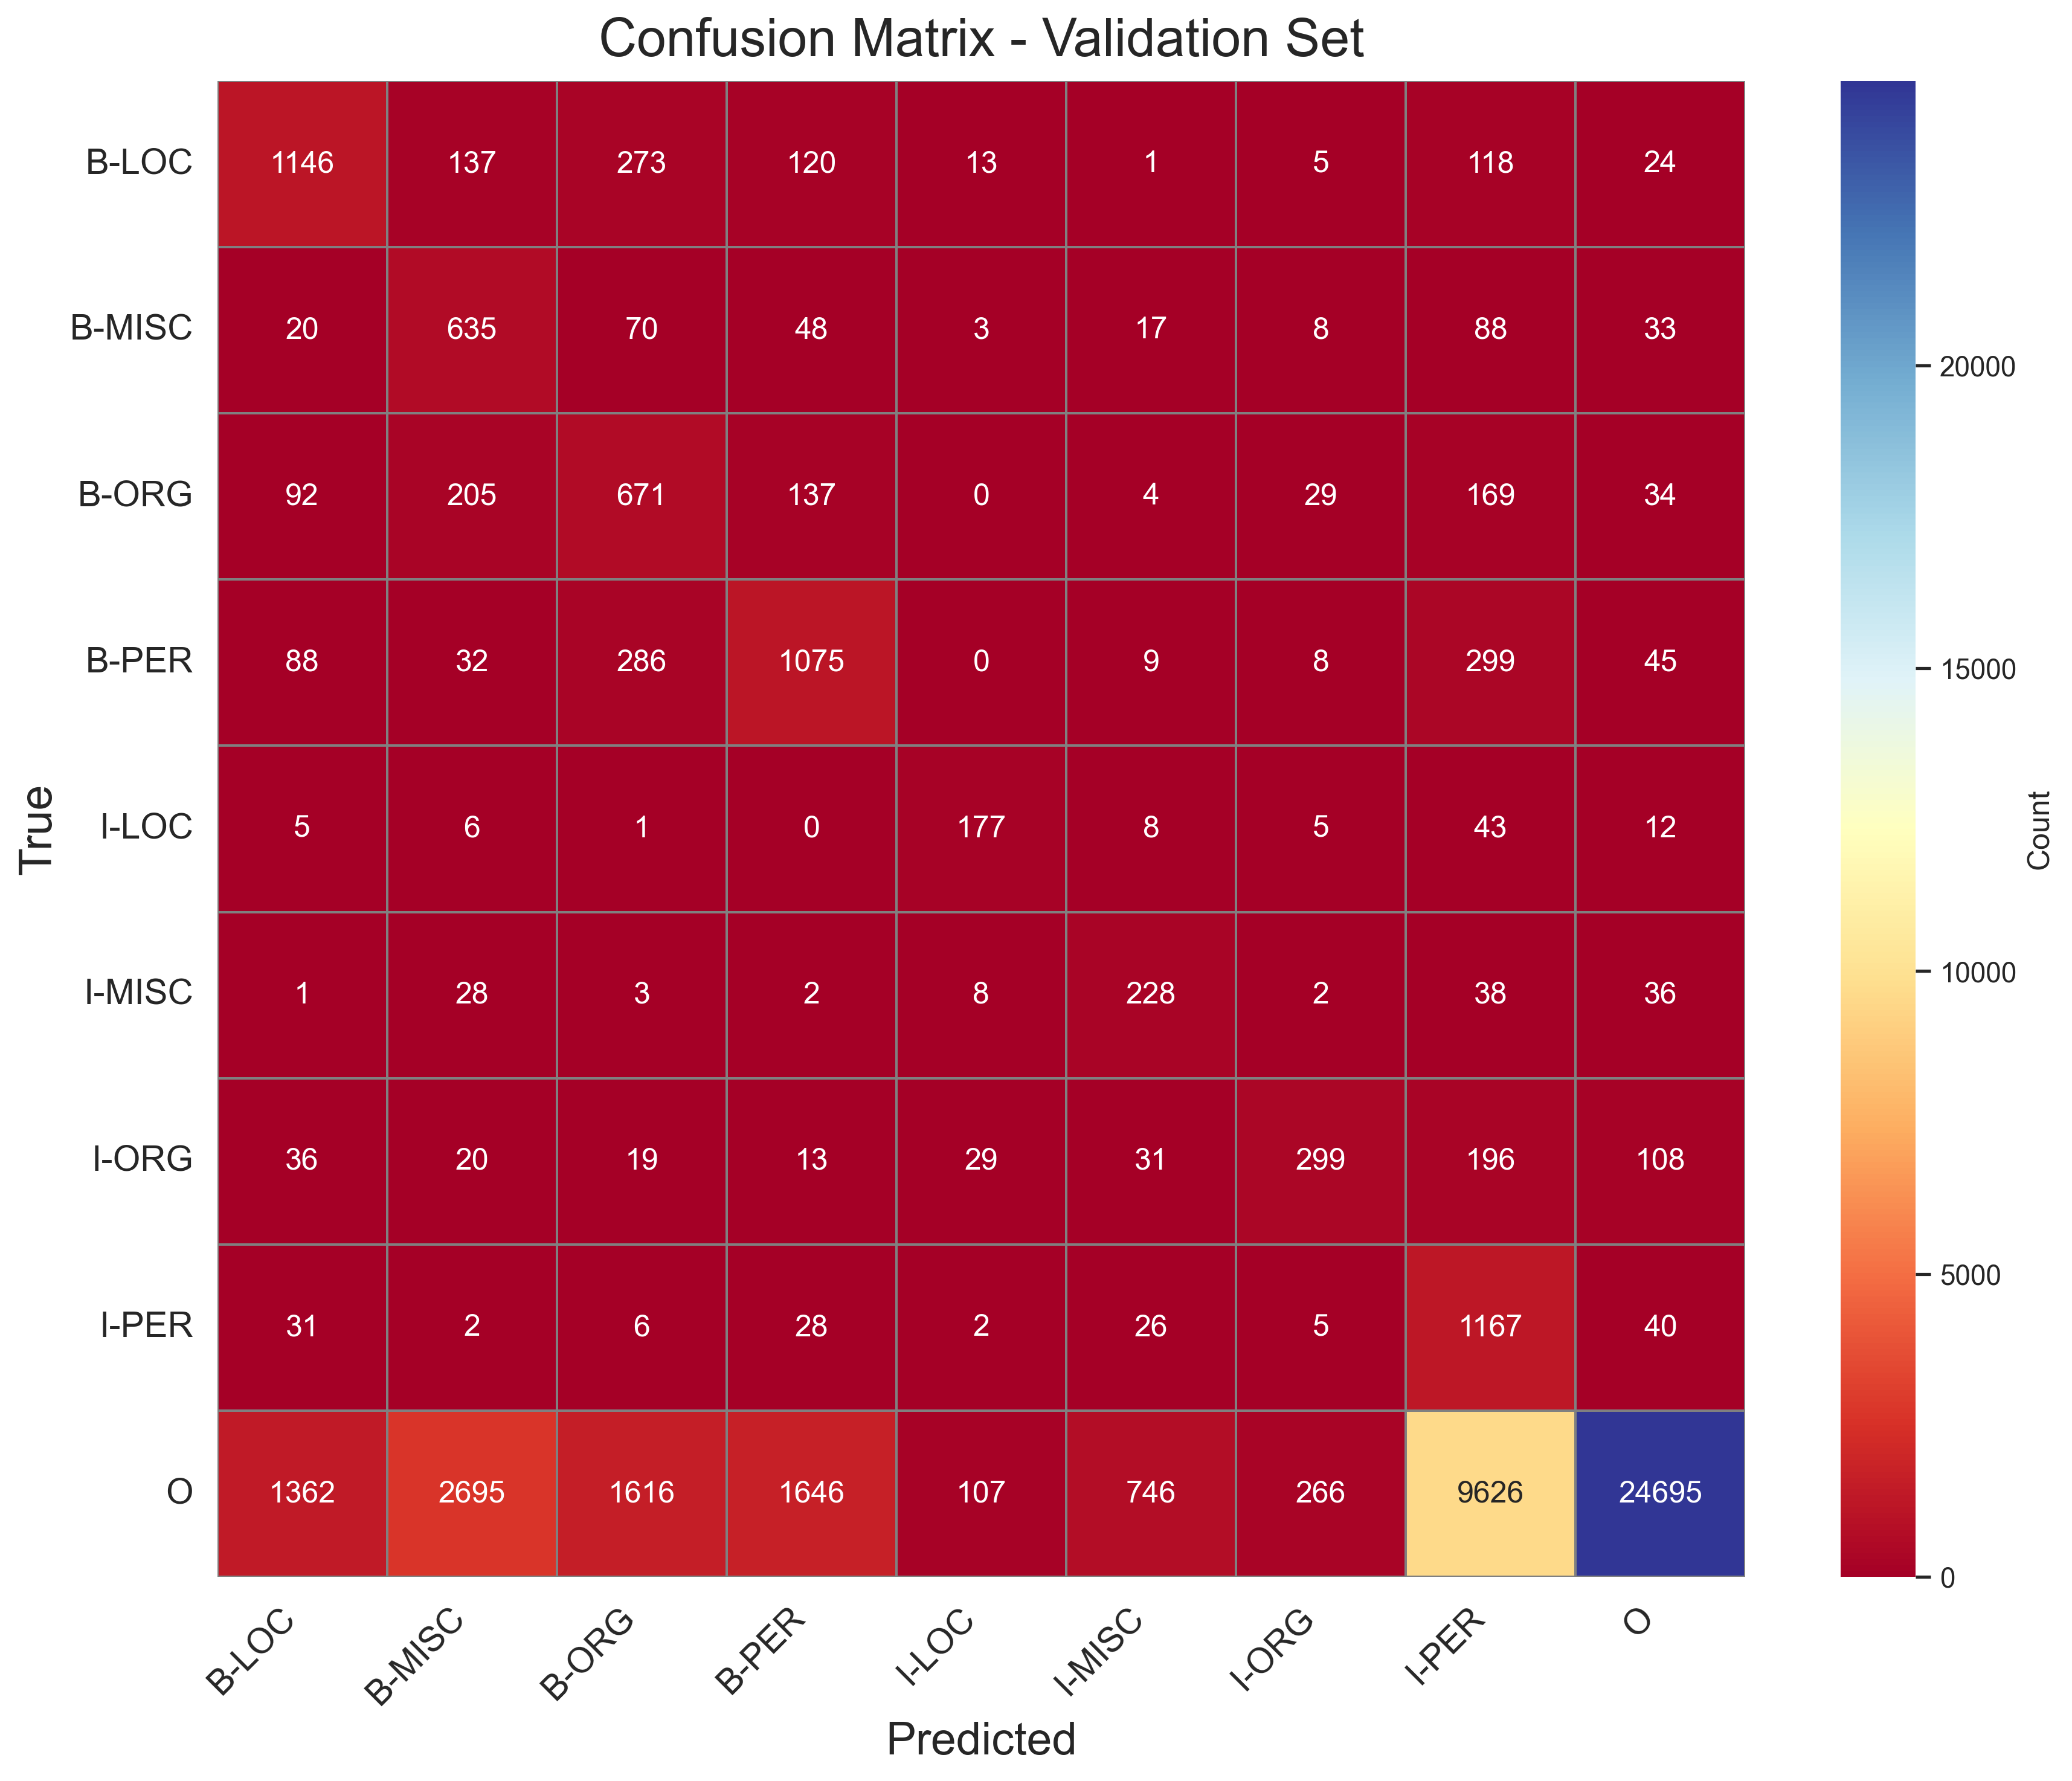 Confusion Matrix - Validation Set
B-LOC 1146 137 273 120 13 1 5 118 24
B-MISC 20 635 70 48 3 17 8 88 33
B-ORG 92 205 671 137 0 4 29 169 34
B-PER 88 32 286 1075 0 9 8 299 45
I-LOC 5 6 1 0 177 8 5 43 12
I-MISC 1 28 3 2 8 228 2 38 36
I-ORG 36 20 19 13 29 31 299 196 108
I-PER 31 2 6 28 2 26 5 1167 40
O 1362 2695 1616 1646 107 746 266 9626 24695
B-LOC B-MISC B-ORG B-PER I-LOC I-MISC I-ORG I-PER O
Predicted
True
20000
15000
10000
5000
0
Count